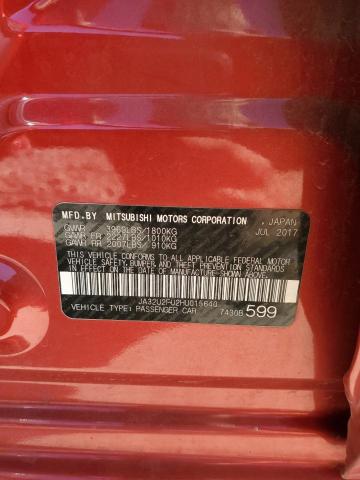 MFD. BY MITSUBISHI MOTORS CORPORATION , JAPAN
GVWR 3969LBS/1800KG JUL 2017
GAWR FR 2227LBS/1010KG
GAWR RR 2007LBS/ 910KG
THIS VEHICLE CONFORMS TO ALL APPLICABLE FEDERAL MOTOR
VEHICLE SAFETY, BUMPER, AND THEFT PREVENTION
STANDARDS IN EFFECT ON THE DATE OF MANUFACTURE
SHOWN ABOVE.
JA32U2FU2HU015640
VEHICLE TYPE: PASSENGER CAR 7430B 599